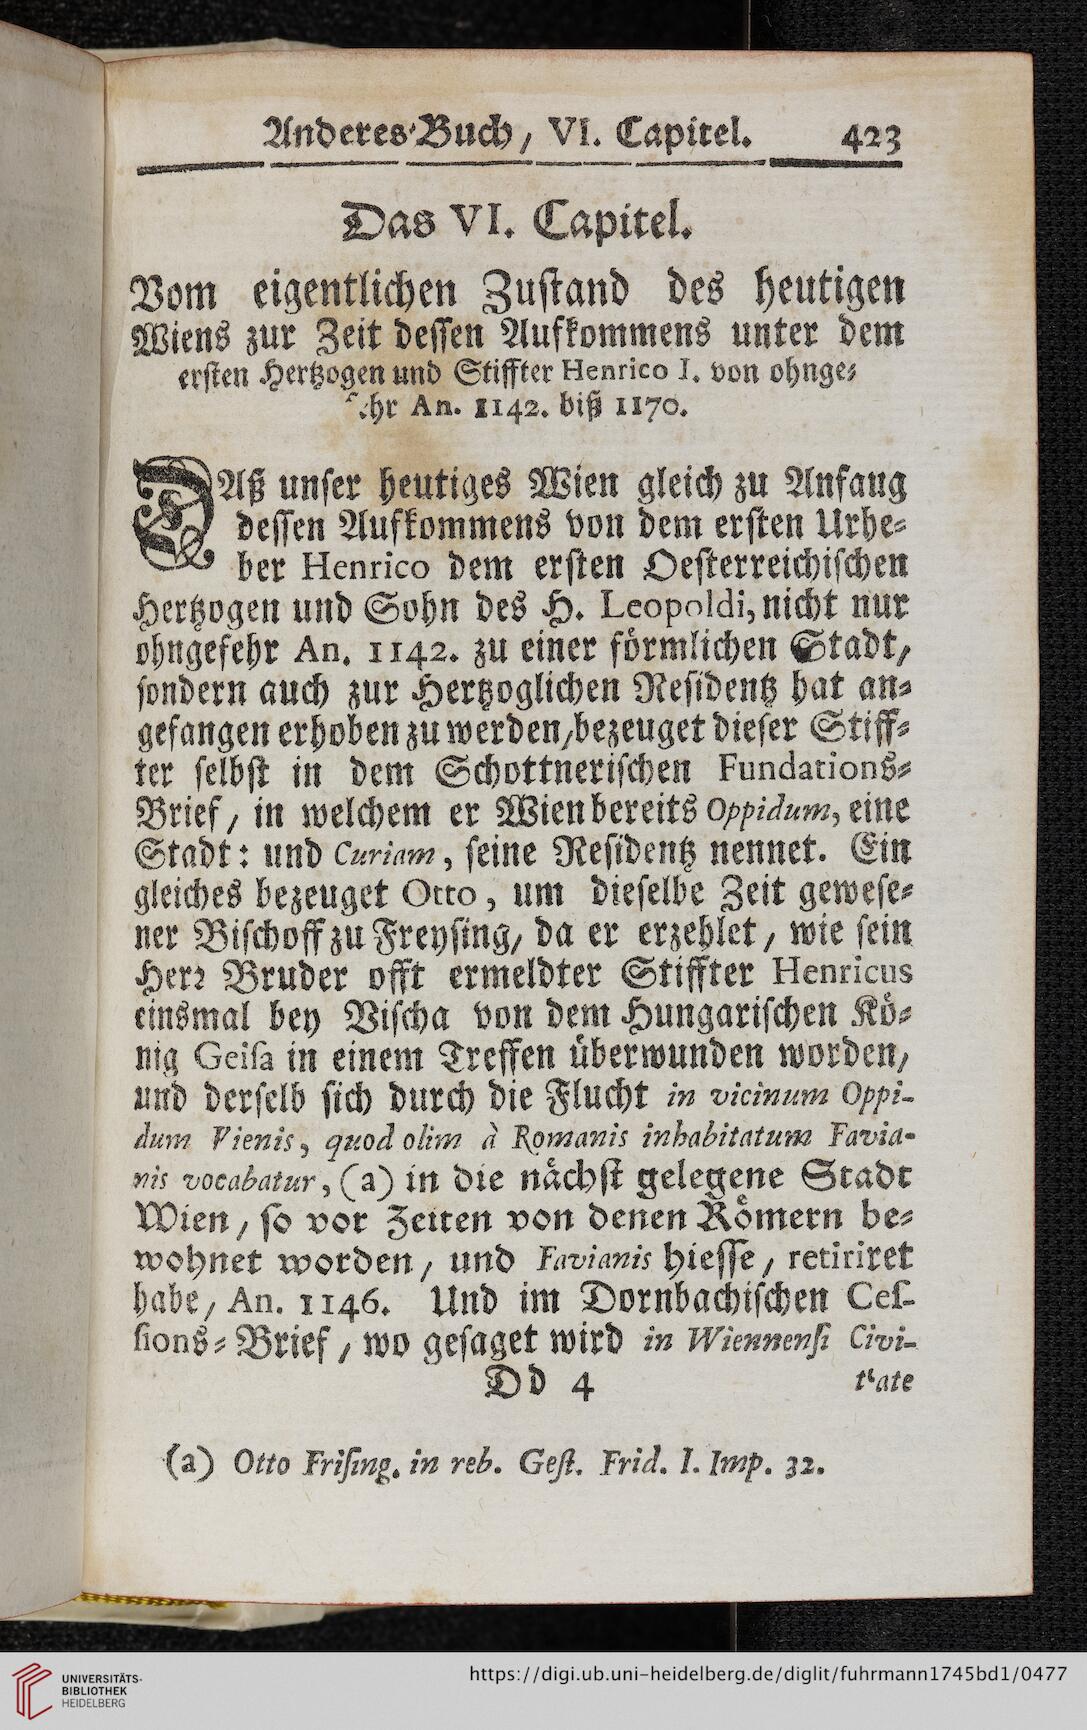 Anderes Buch, VI. Capitel. 423
Das VI. Capitel.
Vom eigentlichen Zustand des heutigen
Wiens zur Zeit dessen Aufkommens unter dem
ersten Hertzogen und Stiffter Henrico I. von ohnge-
fehr An. 1142. biß 1170.
DAß unser heutiges Wien gleich zu Anfang
dessen Aufkommens von dem ersten Urhe-
ber Henrico dem ersten Oesterreichischen
Hertzogen und Sohn des H. Leopoldi, nicht nur
ohngefehr An. 1142. zu einer förmlichen Stadt,
sondern auch zur Hertzoglichen Residentz hat an-
gefangen erhoben zu werden, bezeuget dieser Stiff-
ter selbst in dem Schottnerischen Fundations-
Brief, in welchem er Wien bereits Oppidum, eine
Stadt: und Curiam, seine Residentz nennet. Ein
gleiches bezeuget Otto, um dieselbe Zeit gewese-
ner Bischoff zu Freysing, da er erzehlet, wie sein
Herr Bruder offt ermeldter Stiffter Henricus
einsmal bey Vischa von dem Hungarischen Kö-
nig Geisa in einem Treffen überwunden worden,
und derselb sich durch die Flucht in vicinum Oppi-
dum Vienis, quod olim à Romanis inhabitatum Favia-
nis vocabatur, (a) in die nächst gelegene Stadt
Wien, so vor Zeiten von denen Römern be-
wohnet worden, und Favianis hiesse, retiriret
habe, An. 1146. Und im Dornbachischen Ces-
sions-Brief, wo gesaget wird in Wiennensi Civi-
Dd 4 tate
(a) Otto Frising. in reb. Gest. Frid. I. Imp. 32.
UNIVERSITÄTS-
BIBLIOTHEK
HEIDELBERG
https://digi.ub.uni-heidelberg.de/diglit/fuhrmann1745bd1/0477